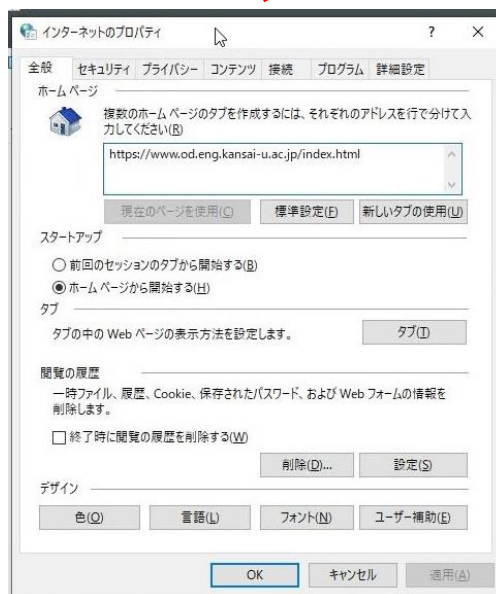 インターネットのプロパティ ? ×
全般 セキュリティ プライバシー コンテンツ 接続 プログラム 詳細設定
ホーム ページ
複数のホーム ページのタブを作成するには、それぞれのアドレスを行で分けて入
力してください(R)
https://www.od.eng.kansai-u.ac.jp/index.html
現在のページを使用(C) 標準設定(F) 新しいタブの使用(U)
スタートアップ
前回のセッションのタブから開始する(B)
ホーム ページから開始する(H)
タブ
タブの中の Web ページの表示方法を設定します。 タブ(T)
閲覧の履歴
一時ファイル、履歴、Cookie、保存されたパスワード、および Web フォームの情報を
削除します。
終了時に閲覧の履歴を削除する(W)
削除(D)... 設定(S)
デザイン
色(O) 言語(L) フォント(N) ユーザー補助(E)
OK キャンセル 適用(A)